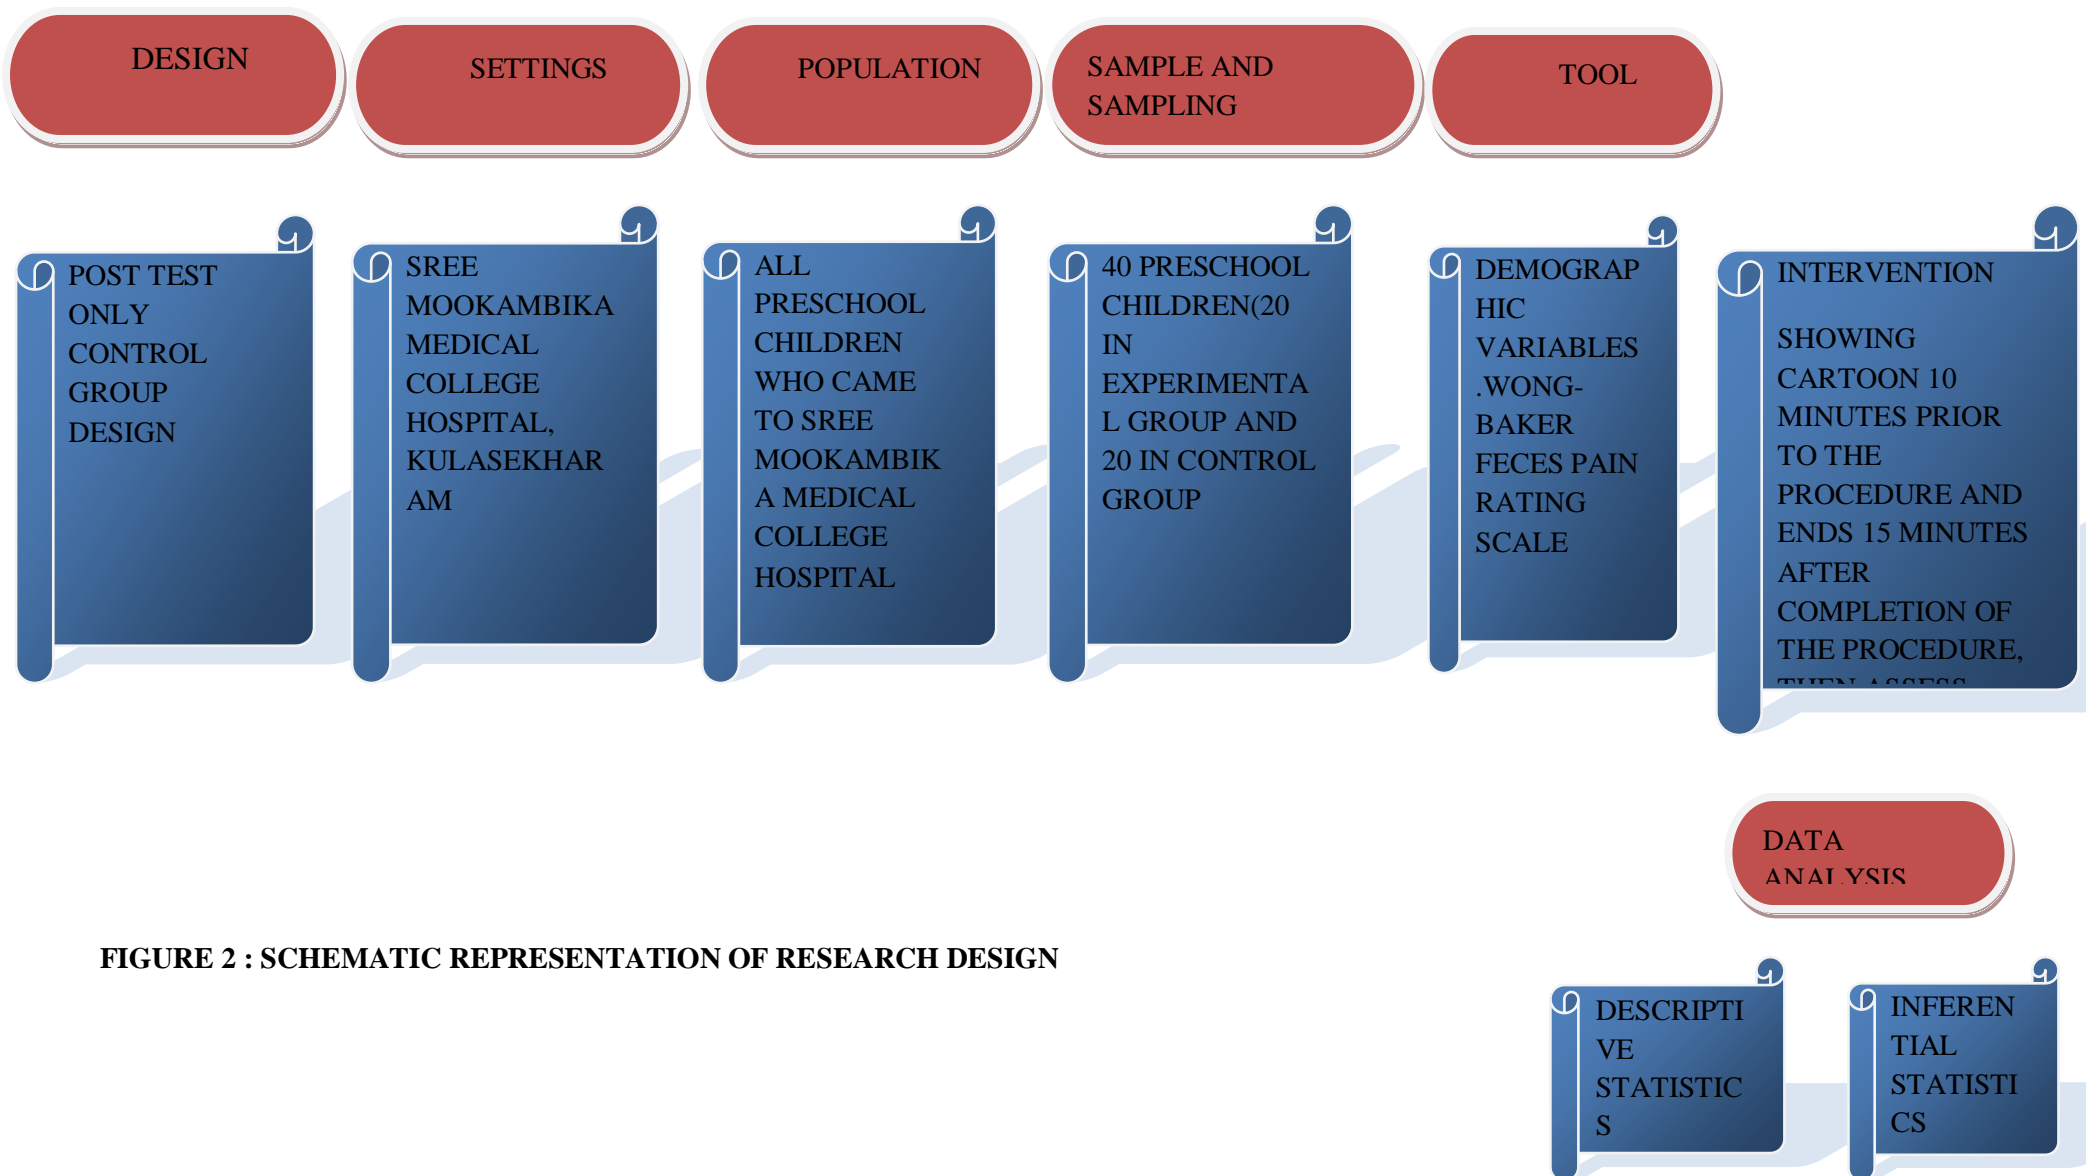 DESIGN
SETTINGS
POPULATION
SAMPLE AND
SAMPLING
TOOL
POST TEST
ONLY
CONTROL
GROUP
DESIGN
SREE
MOOKAMBIKA
MEDICAL
COLLEGE
HOSPITAL,
KULASEKHAR
AM
ALL
PRESCHOOL
CHILDREN
WHO CAME
TO SREE
MOOKAMBIK
A MEDICAL
COLLEGE
HOSPITAL
40 PRESCHOOL
CHILDREN(20
IN
EXPERIMENTA
L GROUP AND
20 IN CONTROL
GROUP
DEMOGRAP
HIC
VARIABLES
.WONG-
BAKER
FECES PAIN
RATING
SCALE
INTERVENTION
SHOWING
CARTOON 10
MINUTES PRIOR
TO THE
PROCEDURE AND
ENDS 15 MINUTES
AFTER
COMPLETION OF
THE PROCEDURE,
THEN ASSESS
DATA
ANALYSIS
FIGURE 2 : SCHEMATIC REPRESENTATION OF RESEARCH DESIGN
DESCRIPTI
VE
STATISTIC
S
INFEREN
TIAL
STATISTI
CS